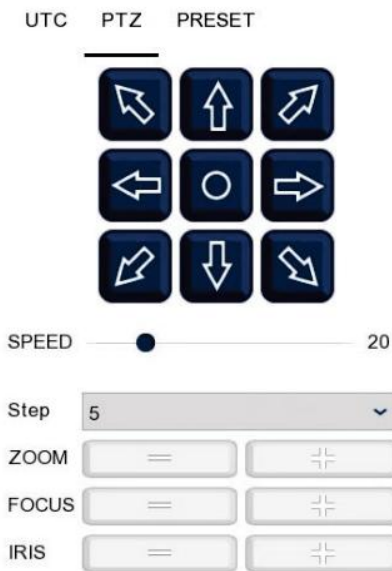 UTC PTZ PRESET
SPEED 20
Step 5
ZOOM
FOCUS
IRIS